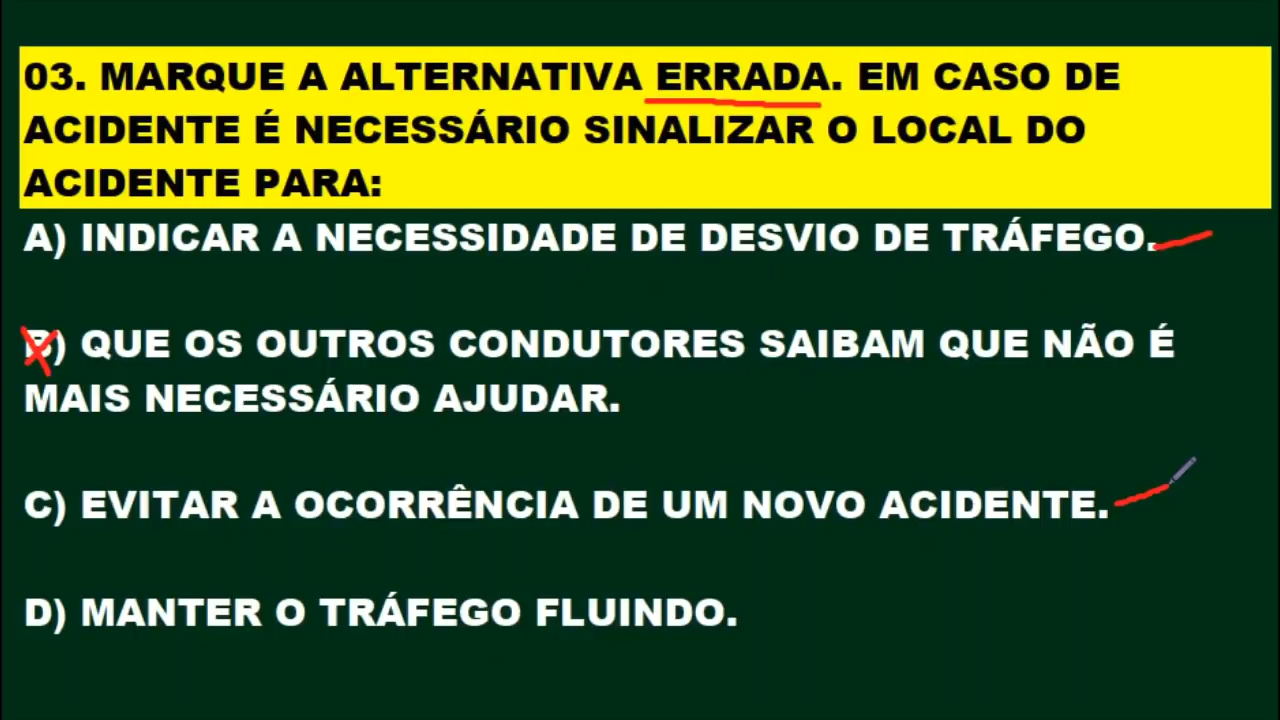 03. MARQUE A ALTERNATIVA ERRADA. EM CASO DE
ACIDENTE É NECESSÁRIO SINALIZAR O LOCAL DO
ACIDENTE PARA:
A) INDICAR A NECESSIDADE DE DESVIO DE TRÁFEGO.
B) QUE OS OUTROS CONDUTORES SAIBAM QUE NÃO É
MAIS NECESSÁRIO AJUDAR.
C) EVITAR A OCORRÊNCIA DE UM NOVO ACIDENTE.
D) MANTER O TRÁFEGO FLUINDO.